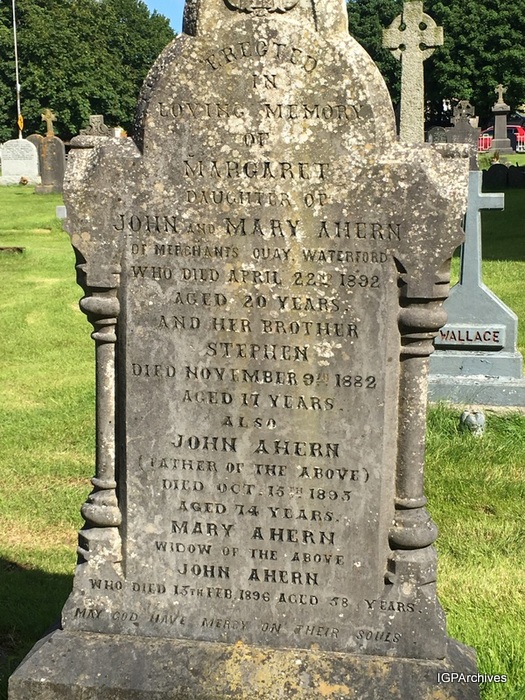 ERECTED
IN
LOVING MEMORY
OF
MARGARET
DAUGHTER OF
JOHN AND MARY AHERN
OF MERCHANTS QUAY, WATERFORD
WHO DIED APRIL 22ND 1892
AGED 20 YEARS.
AND HER BROTHER
STEPHEN
DIED NOVEMBER 9TH 1882
AGED 17 YEARS.
ALSO
JOHN AHERN
(FATHER OF THE ABOVE)
DIED OCT. 15TH 1893
AGED 74 YEARS.
MARY AHERN
WIDOW OF THE ABOVE
JOHN AHERN
WHO DIED 15TH FEB. 1896 AGED 58 YEARS.
MAY GOD HAVE MERCY ON THEIR SOULS
WALLACE
IGPArchives